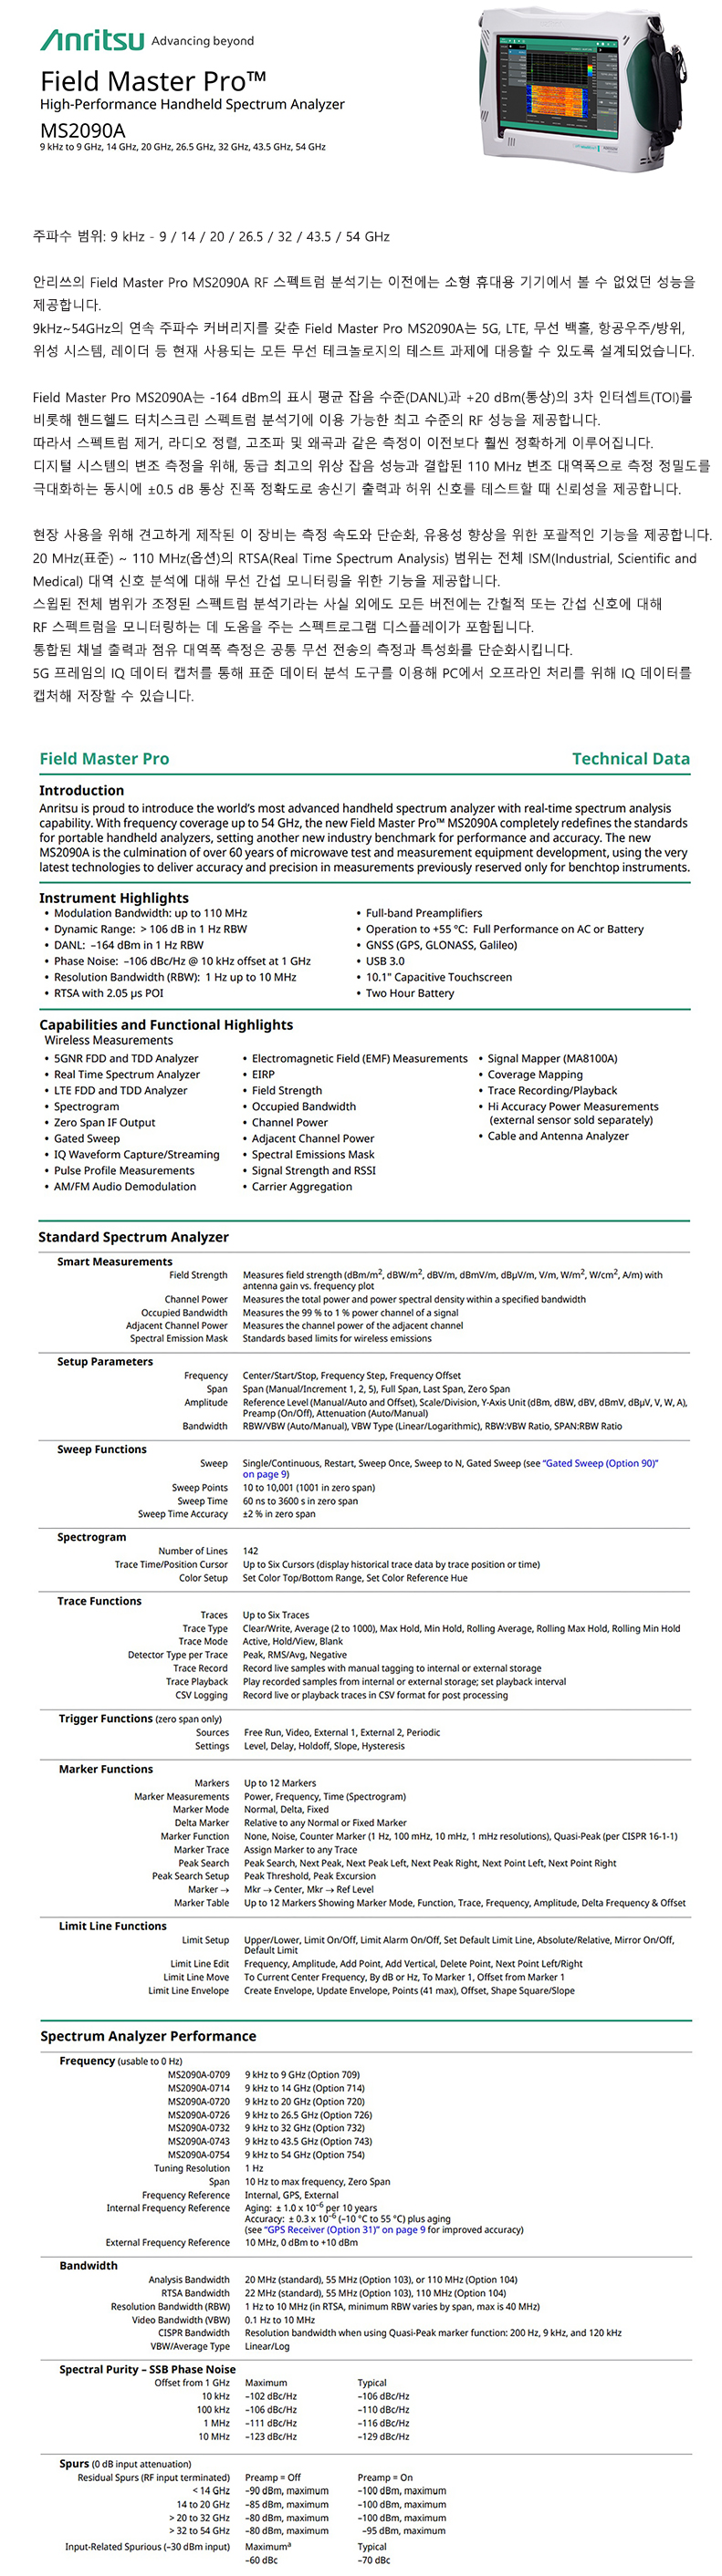 Anritsu Advancing beyond
Field Master Pro™
High-Performance Handheld Spectrum Analyzer
MS2090A
9 kHz to 9 GHz, 14 GHz, 20 GHz, 26.5 GHz, 32 GHz, 43.5 GHz, 54 GHz
주파수 범위: 9 kHz - 9 / 14 / 20 / 26.5 / 32 / 43.5 / 54 GHz
안리쓰의 Field Master Pro MS2090A RF 스펙트럼 분석기는 이전에는 소형 휴대용 기기에서 볼 수 없었던 성능을
제공합니다.
9kHz~54GHz의 연속 주파수 커버리지를 갖춘 Field Master Pro MS2090A는 5G, LTE, 무선 백홀, 항공우주/방위,
위성 시스템, 레이더 등 현재 사용되는 모든 무선 테크놀로지의 테스트 과제에 대응할 수 있도록 설계되었습니다.
Field Master Pro MS2090A는 -164 dBm의 표시 평균 잡음 수준(DANL)과 +20 dBm(통상)의 3차 인터셉트(TOI)를
비롯해 핸드헬드 터치스크린 스펙트럼 분석기에 이용 가능한 최고 수준의 RF 성능을 제공합니다.
따라서 스펙트럼 제거, 라디오 정렬, 고조파 및 왜곡과 같은 측정이 이전보다 훨씬 정확하게 이루어집니다.
디지털 시스템의 변조 측정을 위해, 동급 최고의 위상 잡음 성능과 결합된 110 MHz 변조 대역폭으로 측정 정밀도를
극대화하는 동시에 ±0.5 dB 통상 진폭 정확도로 송신기 출력과 허위 신호를 테스트할 때 신뢰성을 제공합니다.
현장 사용을 위해 견고하게 제작된 이 장비는 측정 속도와 단순화, 유용성 향상을 위한 포괄적인 기능을 제공합니다.
20 MHz(표준) ~ 110 MHz(옵션)의 RTSA(Real Time Spectrum Analysis) 범위는 전체 ISM(Industrial, Scientific and
Medical) 대역 신호 분석에 대해 무선 간섭 모니터링을 위한 기능을 제공합니다.
스윕된 전체 범위가 조정된 스펙트럼 분석기라는 사실 외에도 모든 버전에는 간헐적 또는 간섭 신호에 대해
RF 스펙트럼을 모니터링하는 데 도움을 주는 스펙트로그램 디스플레이가 포함됩니다.
통합된 채널 출력과 점유 대역폭 측정은 공통 무선 전송의 측정과 특성화를 단순화시킵니다.
5G 프레임의 IQ 데이터 캡처를 통해 표준 데이터 분석 도구를 이용해 PC에서 오프라인 처리를 위해 IQ 데이터를
캡처해 저장할 수 있습니다.
Field Master Pro Technical Data
Introduction
Anritsu is proud to introduce the world's most advanced handheld spectrum analyzer with real-time spectrum analysis
capability. With frequency coverage up to 54 GHz, the new Field Master Pro™ MS2090A completely redefines the standards
for portable handheld analyzers, setting another new industry benchmark for performance and accuracy. The new
MS2090A is the culmination of over 60 years of microwave test and measurement equipment development, using the very
latest technologies to deliver accuracy and precision in measurements previously reserved only for benchtop instruments.
Instrument Highlights
• Modulation Bandwidth: up to 110 MHz
• Dynamic Range: > 106 dB in 1 Hz RBW
• DANL: –164 dBm in 1 Hz RBW
• Phase Noise: –106 dBc/Hz @ 10 kHz offset at 1 GHz
• Resolution Bandwidth (RBW): 1 Hz up to 10 MHz
• RTSA with 2.05 µs POI
• Full-band Preamplifiers
• Operation to +55 °C: Full Performance on AC or Battery
• GNSS (GPS, GLONASS, Galileo)
• USB 3.0
• 10.1" Capacitive Touchscreen
• Two Hour Battery
Capabilities and Functional Highlights
Wireless Measurements
• 5GNR FDD and TDD Analyzer
• Real Time Spectrum Analyzer
• LTE FDD and TDD Analyzer
• Spectrogram
• Zero Span IF Output
• Gated Sweep
• IQ Waveform Capture/Streaming
• Pulse Profile Measurements
• AM/FM Audio Demodulation
• Electromagnetic Field (EMF) Measurements
• EIRP
• Field Strength
• Occupied Bandwidth
• Channel Power
• Adjacent Channel Power
• Spectral Emissions Mask
• Signal Strength and RSSI
• Carrier Aggregation
• Signal Mapper (MA8100A)
• Coverage Mapping
• Trace Recording/Playback
• Hi Accuracy Power Measurements
(external sensor sold separately)
• Cable and Antenna Analyzer
Standard Spectrum Analyzer
Smart Measurements
Field Strength Measures field strength (dBm/m², dBW/m², dBV/m, dBmV/m, dBµV/m, V/m, W/m², W/cm², A/m) with
antenna gain vs. frequency plot
Channel Power Measures the total power and power spectral density within a specified bandwidth
Occupied Bandwidth Measures the 99 % to 1 % power channel of a signal
Adjacent Channel Power Measures the channel power of the adjacent channel
Spectral Emission Mask Standards based limits for wireless emissions
Setup Parameters
Frequency Center/Start/Stop, Frequency Step, Frequency Offset
Span Span (Manual/Increment 1, 2, 5), Full Span, Last Span, Zero Span
Amplitude Reference Level (Manual/Auto and Offset), Scale/Division, Y-Axis Unit (dBm, dBW, dBV, dBmV, dBµV, V, W, A),
Preamp (On/Off), Attenuation (Auto/Manual)
Bandwidth RBW/VBW (Auto/Manual), VBW Type (Linear/Logarithmic), RBW:VBW Ratio, SPAN:RBW Ratio
Sweep Functions
Sweep Single/Continuous, Restart, Sweep Once, Sweep to N, Gated Sweep (see “Gated Sweep (Option 90)”
on page 9)
Sweep Points 10 to 10,001 (1001 in zero span)
Sweep Time 60 ns to 3600 s in zero span
Sweep Time Accuracy ±2 % in zero span
Spectrogram
Number of Lines 142
Trace Time/Position Cursor Up to Six Cursors (display historical trace data by trace position or time)
Color Setup Set Color Top/Bottom Range, Set Color Reference Hue
Trace Functions
Traces Up to Six Traces
Trace Type Clear/Write, Average (2 to 1000), Max Hold, Min Hold, Rolling Average, Rolling Max Hold, Rolling Min Hold
Trace Mode Active, Hold/View, Blank
Detector Type per Trace Peak, RMS/Avg, Negative
Trace Record Record live samples with manual tagging to internal or external storage
Trace Playback Play recorded samples from internal or external storage; set playback interval
CSV Logging Record live or playback traces in CSV format for post processing
Trigger Functions (zero span only)
Sources Free Run, Video, External 1, External 2, Periodic
Settings Level, Delay, Holdoff, Slope, Hysteresis
Marker Functions
Markers Up to 12 Markers
Marker Measurements Power, Frequency, Time (Spectrogram)
Marker Mode Normal, Delta, Fixed
Delta Marker Relative to any Normal or Fixed Marker
Marker Function None, Noise, Counter Marker (1 Hz, 100 mHz, 10 mHz, 1 mHz resolutions), Quasi-Peak (per CISPR 16-1-1)
Marker Trace Assign Marker to any Trace
Peak Search Peak Search, Next Peak, Next Peak Left, Next Peak Right, Next Point Left, Next Point Right
Peak Search Setup Peak Threshold, Peak Excursion
Marker → Mkr → Center, Mkr → Ref Level
Marker Table Up to 12 Markers Showing Marker Mode, Function, Trace, Frequency, Amplitude, Delta Frequency & Offset
Limit Line Functions
Limit Setup Upper/Lower, Limit On/Off, Limit Alarm On/Off, Set Default Limit Line, Absolute/Relative, Mirror On/Off,
Default Limit
Limit Line Edit Frequency, Amplitude, Add Point, Add Vertical, Delete Point, Next Point Left/Right
Limit Line Move To Current Center Frequency, By dB or Hz, To Marker 1, Offset from Marker 1
Limit Line Envelope Create Envelope, Update Envelope, Points (41 max), Offset, Shape Square/Slope
Spectrum Analyzer Performance
Frequency (usable to 0 Hz)
MS2090A-0709 9 kHz to 9 GHz (Option 709)
MS2090A-0714 9 kHz to 14 GHz (Option 714)
MS2090A-0720 9 kHz to 20 GHz (Option 720)
MS2090A-0726 9 kHz to 26.5 GHz (Option 726)
MS2090A-0732 9 kHz to 32 GHz (Option 732)
MS2090A-0743 9 kHz to 43.5 GHz (Option 743)
MS2090A-0754 9 kHz to 54 GHz (Option 754)
Tuning Resolution 1 Hz
Span 10 Hz to max frequency, Zero Span
Frequency Reference Internal, GPS, External
Internal Frequency Reference Aging: ± 1.0 x 10⁻⁶ per 10 years
Accuracy: ± 0.3 x 10⁻⁶ (–10 °C to 55 °C) plus aging
(see “GPS Receiver (Option 31)” on page 9 for improved accuracy)
External Frequency Reference 10 MHz, 0 dBm to +10 dBm
Bandwidth
Analysis Bandwidth 20 MHz (standard), 55 MHz (Option 103), or 110 MHz (Option 104)
RTSA Bandwidth 22 MHz (standard), 55 MHz (Option 103), 110 MHz (Option 104)
Resolution Bandwidth (RBW) 1 Hz to 10 MHz (in RTSA, minimum RBW varies by span, max is 40 MHz)
Video Bandwidth (VBW) 0.1 Hz to 10 MHz
CISPR Bandwidth Resolution bandwidth when using Quasi-Peak marker function: 200 Hz, 9 kHz, and 120 kHz
VBW/Average Type Linear/Log
Spectral Purity – SSB Phase Noise
Offset from 1 GHz Maximum Typical
10 kHz –102 dBc/Hz –106 dBc/Hz
100 kHz –106 dBc/Hz –110 dBc/Hz
1 MHz –111 dBc/Hz –116 dBc/Hz
10 MHz –123 dBc/Hz –129 dBc/Hz
Spurs (0 dB input attenuation)
Residual Spurs (RF input terminated) Preamp = Off Preamp = On
< 14 GHz –90 dBm, maximum –100 dBm, maximum
14 to 20 GHz –85 dBm, maximum –100 dBm, maximum
> 20 to 32 GHz –80 dBm, maximum –100 dBm, maximum
> 32 to 54 GHz –80 dBm, maximum –95 dBm, maximum
Input-Related Spurious (–30 dBm input) Maximumᵃ Typical
–60 dBc –70 dBc